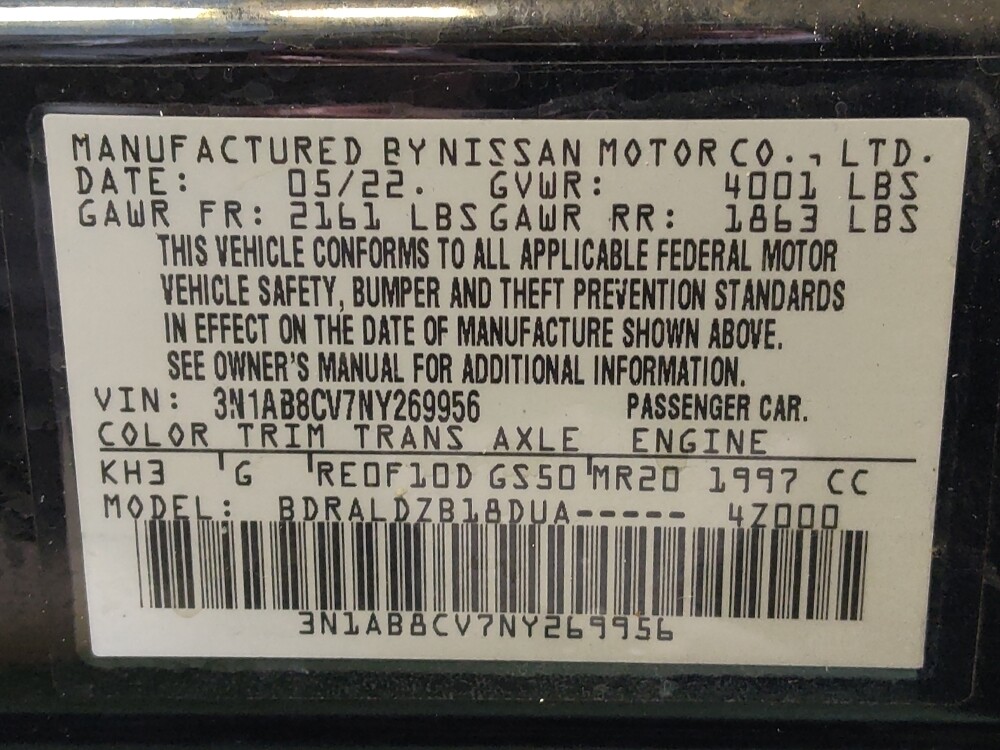 MANUFACTURED BY NISSAN MOTOR CO., LTD.
DATE: 05/22. GVWR: 4001 LBS
GAWR FR: 2161 LBS GAWR RR: 1863 LBS
THIS VEHICLE CONFORMS TO ALL APPLICABLE FEDERAL MOTOR
VEHICLE SAFETY, BUMPER AND THEFT PREVENTION STANDARDS
IN EFFECT ON THE DATE OF MANUFACTURE SHOWN ABOVE.
SEE OWNER'S MANUAL FOR ADDITIONAL INFORMATION.
VIN: 3N1AB8CV7NY269956 PASSENGER CAR.
COLOR TRIM TRANS AXLE ENGINE
KH3 G RE0F10D GS50 MR20 1997 CC
MODEL: BDRALDZB18DUA----- 4Z000
3N1AB8CV7NY269956